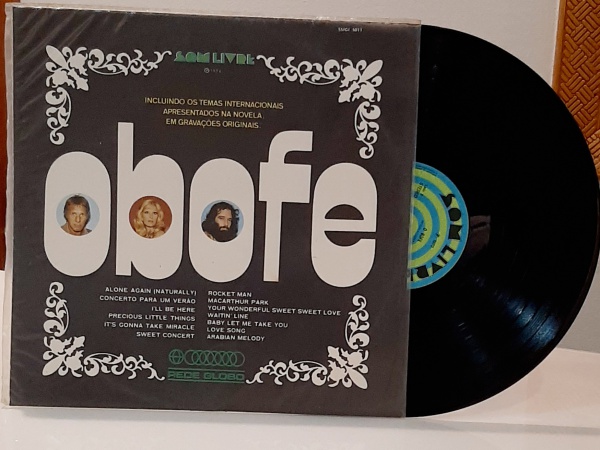 SOM LIVRE
INCLUINDO OS TEMAS INTERNACIONAIS
APRESENTADOS NA NOVELA
EM GRAVAÇÕES ORIGINAIS.
obofe
ALONE AGAIN (NATURALLY)
CONCERTO PARA UM VERÃO
I'LL BE HERE
PRECIOUS LITTLE THINGS
IT'S GONNA TAKE MIRACLE
SWEET CONCERT
ROCKET MAN
MACARTHUR PARK
YOUR WONDERFUL SWEET SWEET LOVE
WAITIN' LINE
BABY LET ME TAKE YOU
LOVE SONG
ARABIAN MELODY
REDE GLOBO